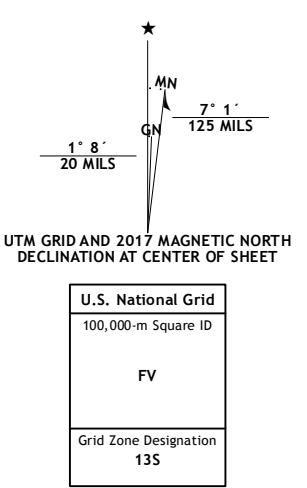 ★
MN
GN
7° 1´
125 MILS
1° 8´
20 MILS
UTM GRID AND 2017 MAGNETIC NORTH
DECLINATION AT CENTER OF SHEET
U.S. National Grid
100,000-m Square ID
FV
Grid Zone Designation
13S